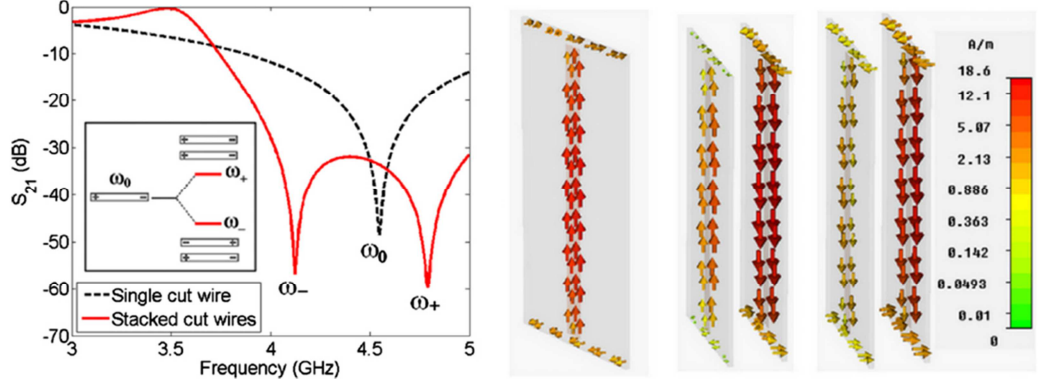 0
-10
-20
-30
-40
-50
-60
-70
S21 (dB)
3
3.5
4
4.5
5
Frequency (GHz)
ω0
+ -
+ -
+ -
ω+
ω−
- +
+ -
ω0
ω−
ω+
Single cut wire
Stacked cut wires
A/m
18.6
12.1
5.07
2.13
0.886
0.363
0.142
0.0493
0.01
0